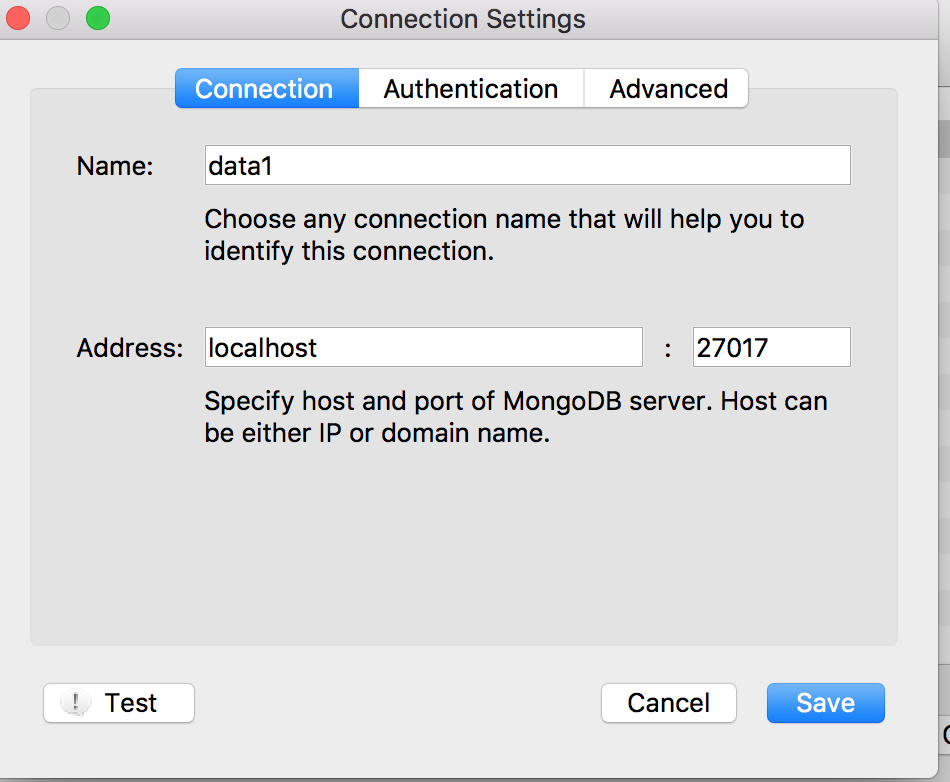 Connection Settings
Connection Authentication Advanced
Name: data1
Choose any connection name that will help you to
identify this connection.
Address: localhost : 27017
Specify host and port of MongoDB server. Host can
be either IP or domain name.
! Test Cancel Save